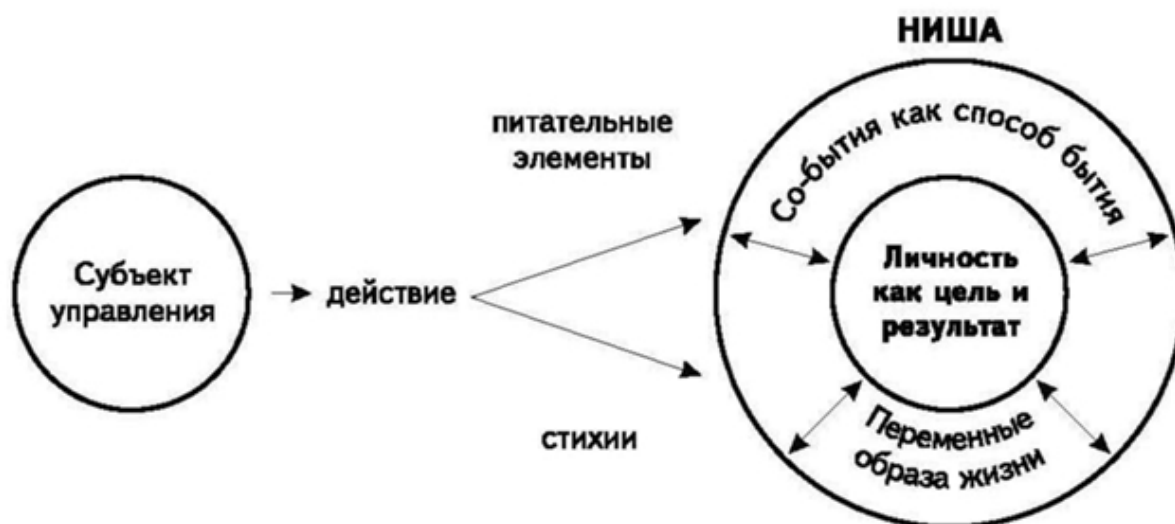 НИША
питательные
элементы
Со-бытия как способ бытия
Субъект
управления
действие
Личность
как цель и
результат
стихии
Переменные
образа жизни